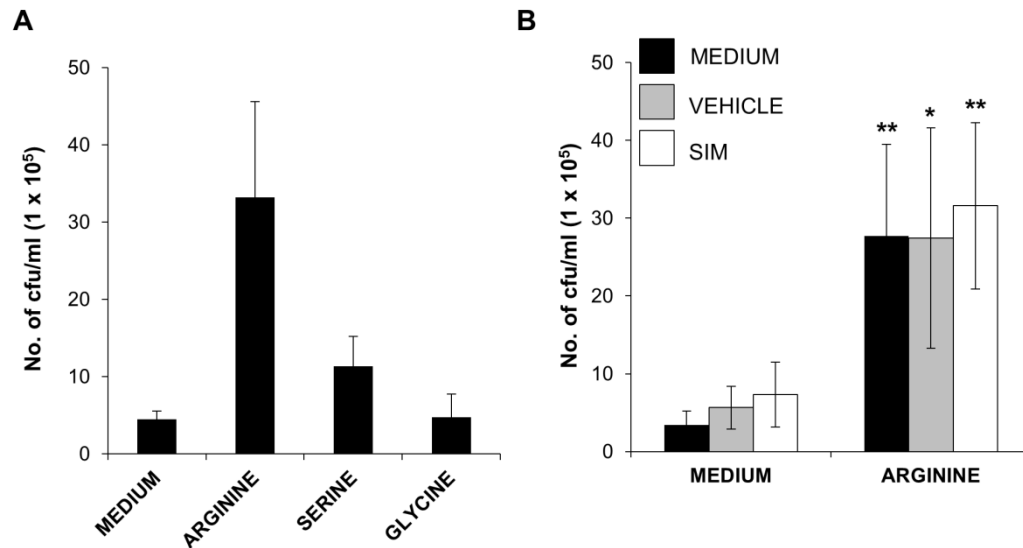 A
50
40
30
20
10
0
No. of cfu/ml (1 x 10⁵)
MEDIUM
ARGININE
SERINE
GLYCINE
B
MEDIUM
VEHICLE
SIM
50
40
30
20
10
0
No. of cfu/ml (1 x 10⁵)
** * **
MEDIUM ARGININE